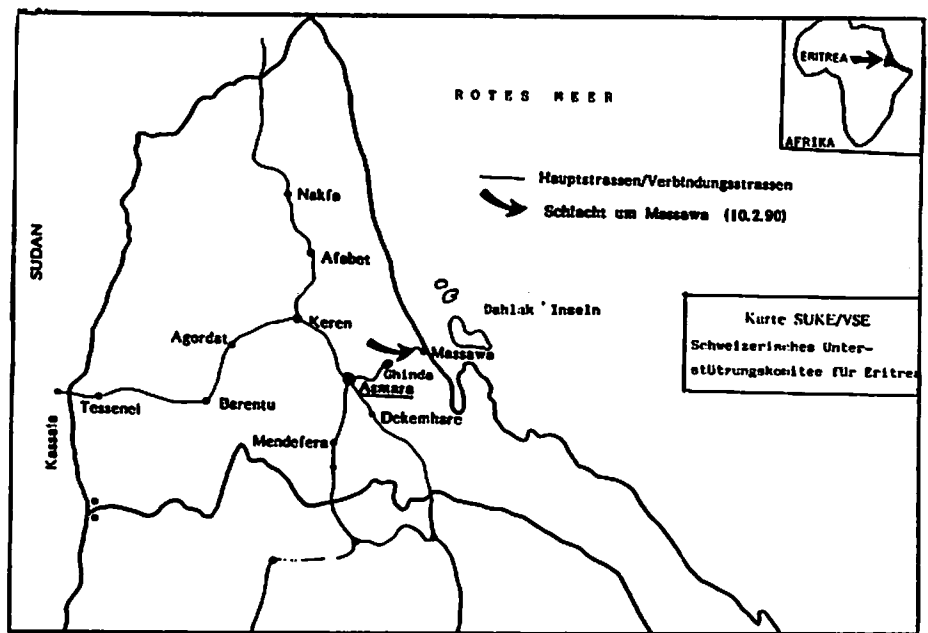 ERITREA
AFRIKA
ROTES MEER
Hauptstrassen/Verbindungsstrassen
Schlacht um Massawa (10.2.90)
Nakfa
SUDAN
Afabet
Dahlak Inseln
Keren
Karte SUKE/VSE
Schweizerisches Unter-
stützungskomitee für Eritrea
Agordat
Massawa
Ghinda
Asmara
Tessenei
Barentu
Dekemhare
Kassala
Mendefera